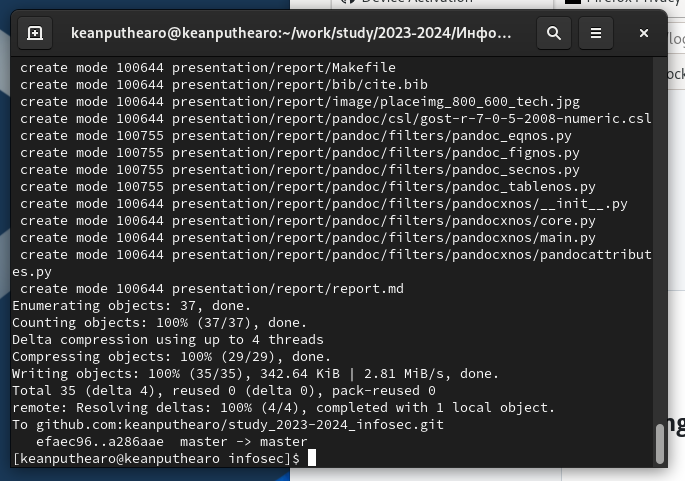 Device Activation
Firefox Privacy
keanputhearo@keanputhearo:~/work/study/2023-2024/Инфо...
create mode 100644 presentation/report/Makefile
create mode 100644 presentation/report/bib/cite.bib
create mode 100644 presentation/report/image/placeimg_800_600_tech.jpg
create mode 100644 presentation/report/pandoc/csl/gost-r-7-0-5-2008-numeric.csl
create mode 100755 presentation/report/pandoc/filters/pandoc_eqnos.py
create mode 100755 presentation/report/pandoc/filters/pandoc_fignos.py
create mode 100755 presentation/report/pandoc/filters/pandoc_secnos.py
create mode 100755 presentation/report/pandoc/filters/pandoc_tablenos.py
create mode 100644 presentation/report/pandoc/filters/pandocxnos/__init__.py
create mode 100644 presentation/report/pandoc/filters/pandocxnos/core.py
create mode 100644 presentation/report/pandoc/filters/pandocxnos/main.py
create mode 100644 presentation/report/pandoc/filters/pandocxnos/pandocattribut
es.py
create mode 100644 presentation/report/report.md
Enumerating objects: 37, done.
Counting objects: 100% (37/37), done.
Delta compression using up to 4 threads
Compressing objects: 100% (29/29), done.
Writing objects: 100% (35/35), 342.64 KiB | 2.81 MiB/s, done.
Total 35 (delta 4), reused 0 (delta 0), pack-reused 0
remote: Resolving deltas: 100% (4/4), completed with 1 local object.
To github.com:keanputhearo/study_2023-2024_infosec.git
efaec96..a286aae  master -> master
[keanputhearo@keanputhearo infosec]$